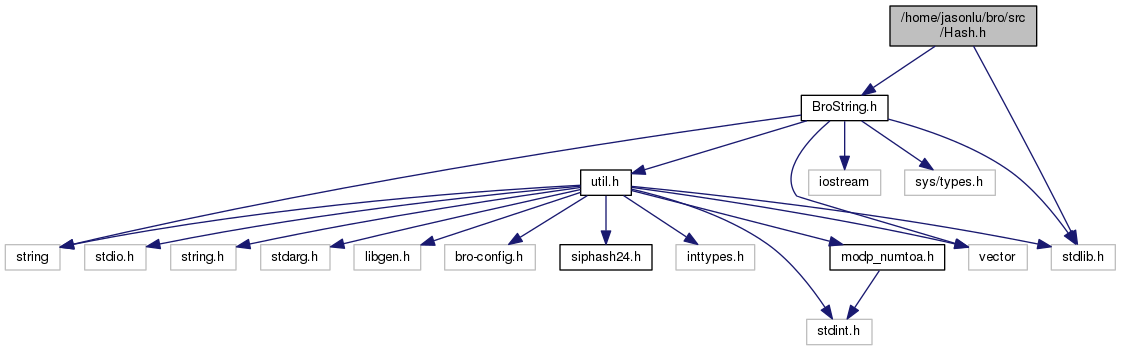 /home/jasonlu/bro/src
/Hash.h
BroString.h
util.h
iostream
sys/types.h
string
stdio.h
string.h
stdarg.h
libgen.h
bro-config.h
siphash24.h
inttypes.h
modp_numtoa.h
vector
stdlib.h
stdint.h